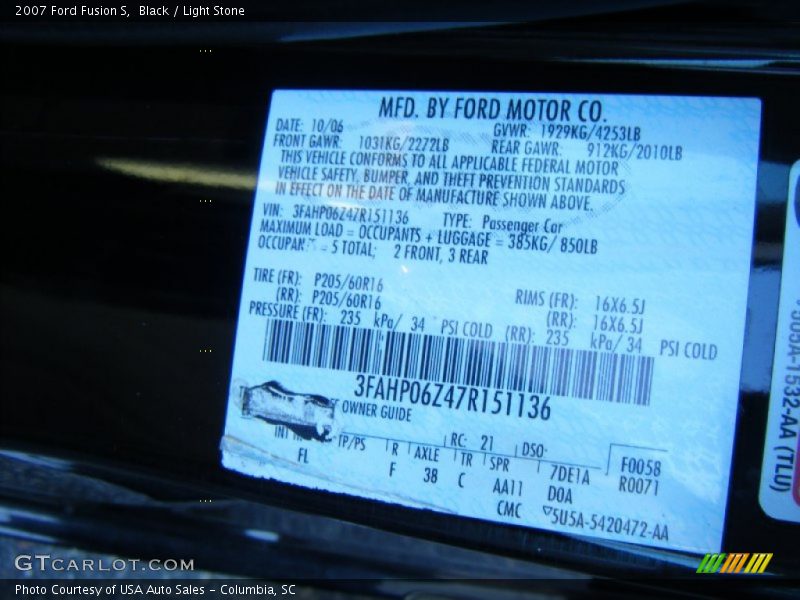 2007 Ford Fusion S, Black / Light Stone
MFD. BY FORD MOTOR CO.
DATE: 10/06 GVWR: 1929KG/4253LB
FRONT GAWR: 1031KG/2272LB REAR GAWR: 912KG/2010LB
THIS VEHICLE CONFORMS TO ALL APPLICABLE FEDERAL MOTOR
VEHICLE SAFETY, BUMPER, AND THEFT PREVENTION STANDARDS
IN EFFECT ON THE DATE OF MANUFACTURE SHOWN ABOVE.
VIN: 3FAHP06Z47R151136 TYPE: Passenger Car
MAXIMUM LOAD = OCCUPANTS + LUGGAGE = 385KG/ 850LB
= 5 TOTAL; 2 FRONT, 3 REAR
TIRE (FR): P205/60R16 RIMS (FR): 16X6.5J
(RR): P205/60R16 (RR): 16X6.5J
PRESSURE (FR): 235 kPa/ 34 PSI COLD (RR): 235 kPa/ 34 PSI COLD
3FAHP06Z47R151136
OWNER GUIDE
INT TP/PS R AXLE RC: 21 TR SPR DSO:
FL F 38 C AA11 7DE1A F0058
DOA R0071
CMC ▽5U5A-5420472-AA
-1532-AA (7LU)
GTCARLOT.COM
Photo Courtesy of USA Auto Sales - Columbia, SC